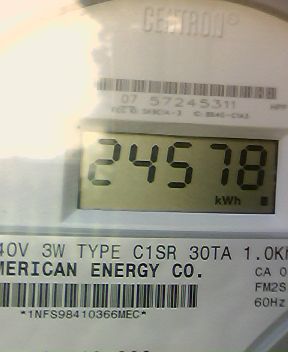 CENTRON®
07 57245311
24578
kWh
40V 3W TYPE C1SR 30TA 1.0K
MERICAN ENERGY CO.
CA 0
FM2S
60Hz
*1NFS98410366MEC*